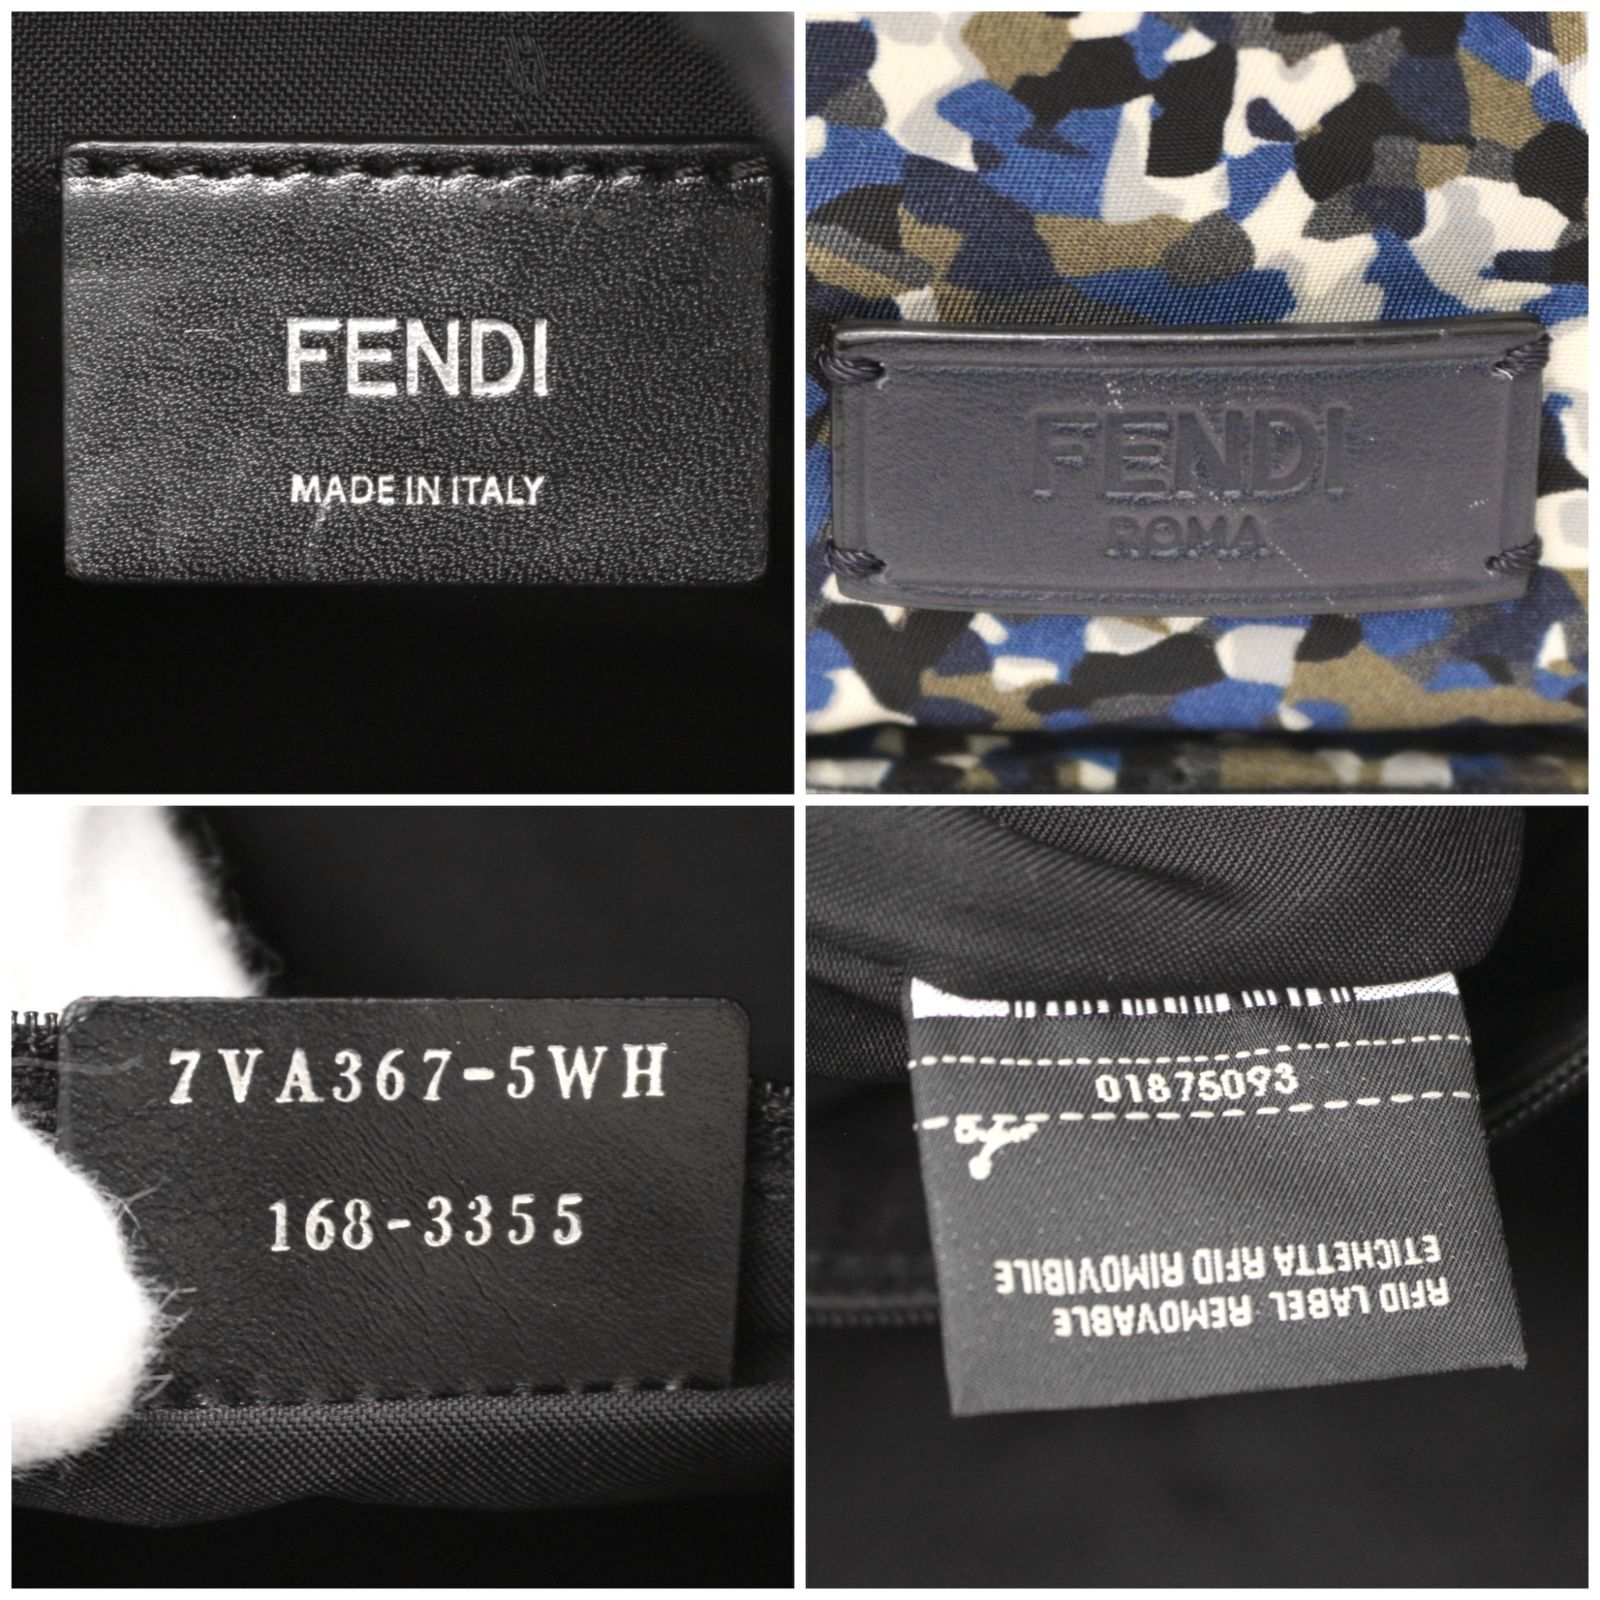 FENDI
MADE IN ITALY
FENDI
ROMA
7VA367-5WH
168-3355
01875093
RFID LABEL REMOVABLE
ETICHETTA RFID RIMOVIBILE